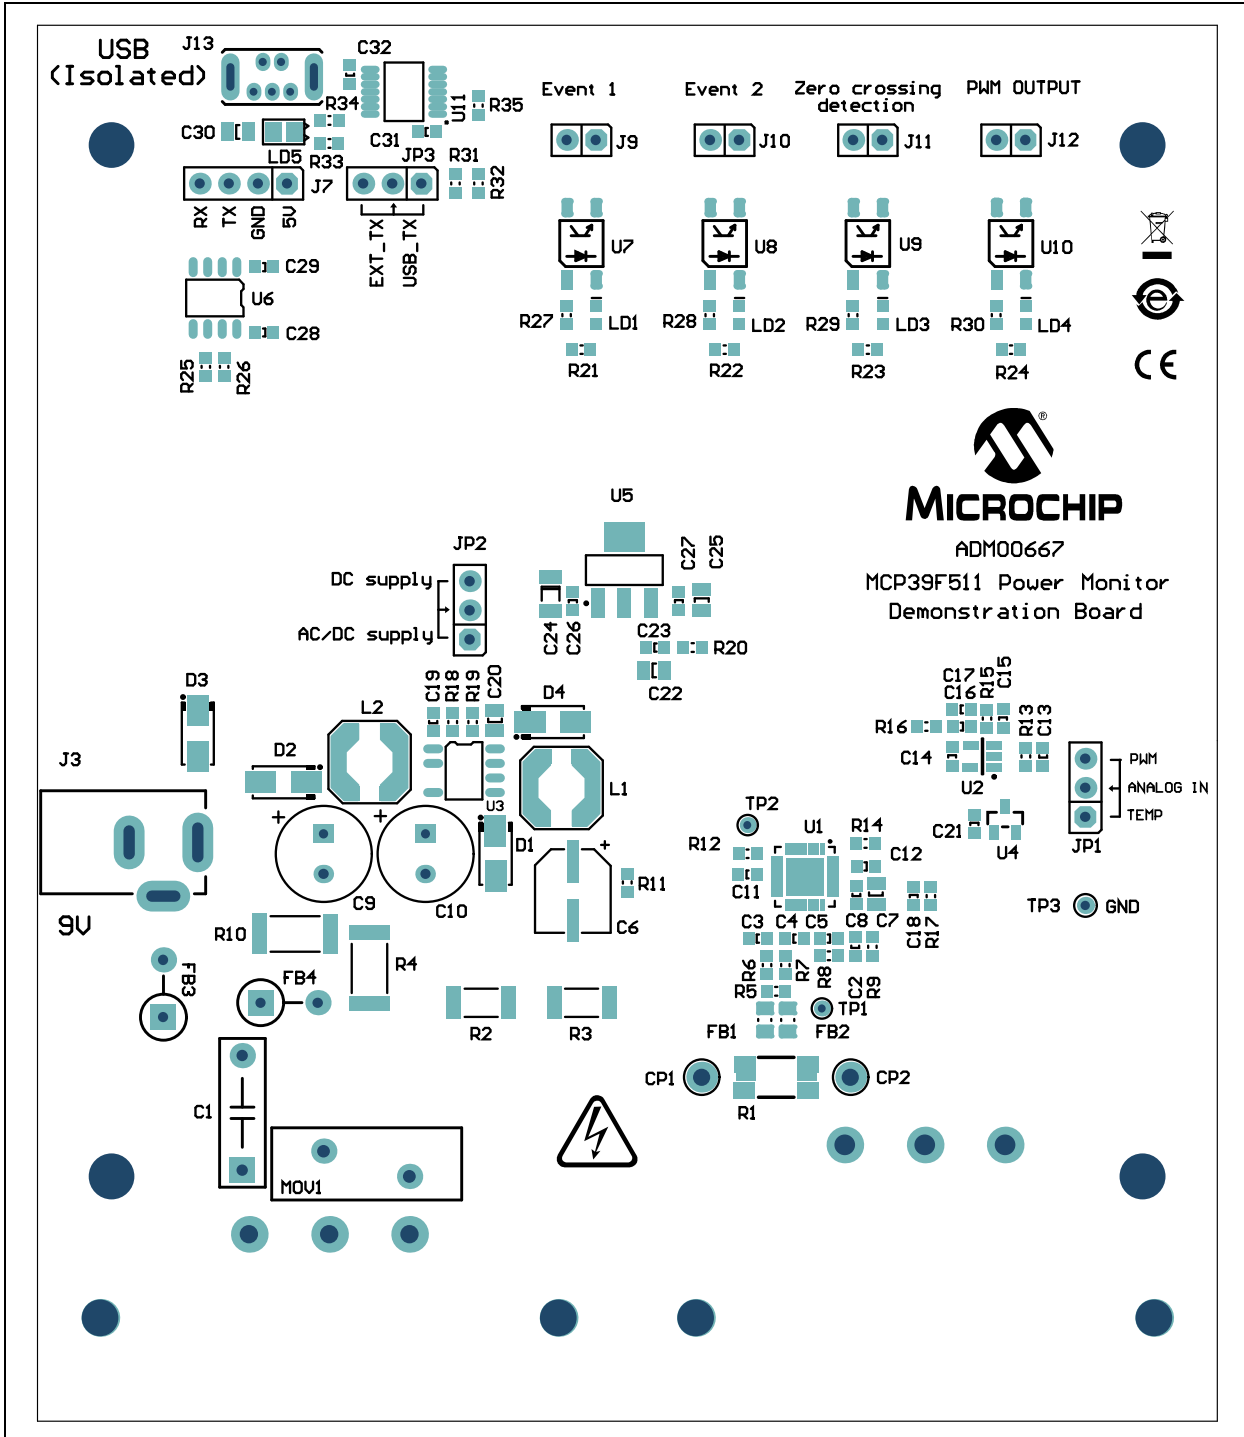 USB
(Isolated)
J13
C32
U11
R35
R34
C30
C31
R33
LD5
JP3
R31
R32
J7
RX
TX
GND
5V
EXT_TX
USB_TX
C29
U6
C28
R25
R26
Event 1
Event 2
Zero crossing
detection
PWM OUTPUT
J9
J10
J11
J12
U7
U8
U9
U10
R27
LD1
R28
LD2
R29
LD3
R30
LD4
R21
R22
R23
R24
e
CE
®
MICROCHIP
ADM00667
MCP39F511 Power Monitor
Demonstration Board
U5
JP2
DC supply
AC/DC supply
C27
C25
C24
C26
C23
R20
C22
D3
L2
C19
R18
R19
C20
D4
D2
J3
U3
L1
+
+
D1
+
C9
C10
R11
C6
9V
R10
R4
FB3
FB4
R2
R3
C17
C16
R15
C15
R16
R13
C13
C14
U2
PWM
ANALOG IN
TEMP
JP1
C21
U4
TP2
U1
R14
R12
C12
C11
TP3
GND
C3
C4
C5
C8
C7
C18
R17
R6
R7
R8
C2
R9
R5
TP1
FB1
FB2
CP1
CP2
R1
C1
MOV1